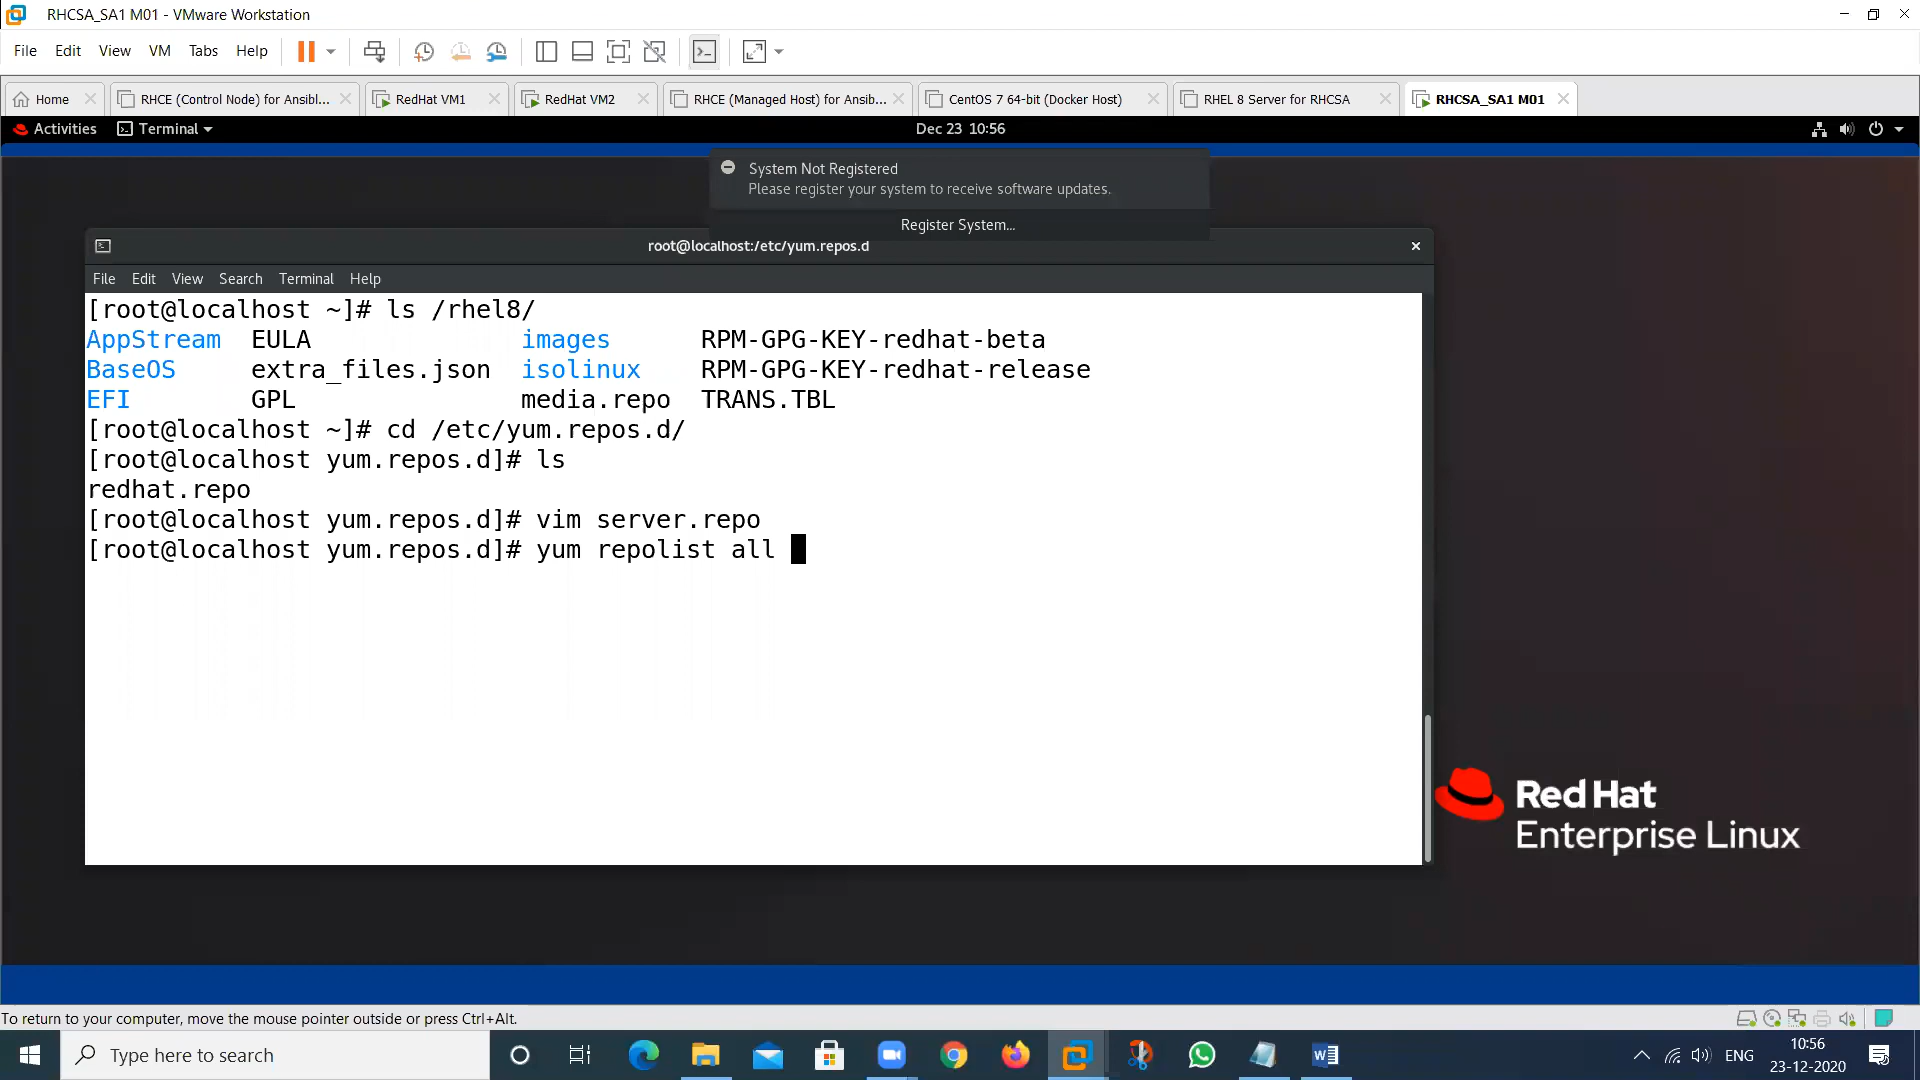 RHCSA_SA1 M01 - VMware Workstation
File Edit View VM Tabs Help
Home RHCE (Control Node) for Ansibl... RedHat VM1 RedHat VM2 RHCE (Managed Host) for Ansib... CentOS 7 64-bit (Docker Host) RHEL 8 Server for RHCSA RHCSA_SA1 M01
Activities Terminal Dec 23 10:56
System Not Registered
Please register your system to receive software updates.
Register System...
root@localhost:/etc/yum.repos.d
File Edit View Search Terminal Help
[root@localhost ~]# ls /rhel8/
AppStream EULA images RPM-GPG-KEY-redhat-beta
BaseOS extra_files.json isolinux RPM-GPG-KEY-redhat-release
EFI GPL media.repo TRANS.TBL
[root@localhost ~]# cd /etc/yum.repos.d/
[root@localhost yum.repos.d]# ls
redhat.repo
[root@localhost yum.repos.d]# vim server.repo
[root@localhost yum.repos.d]# yum repolist all
Red Hat
Enterprise Linux
To return to your computer, move the mouse pointer outside or press Ctrl+Alt.
Type here to search
ENG
10:56
23-12-2020